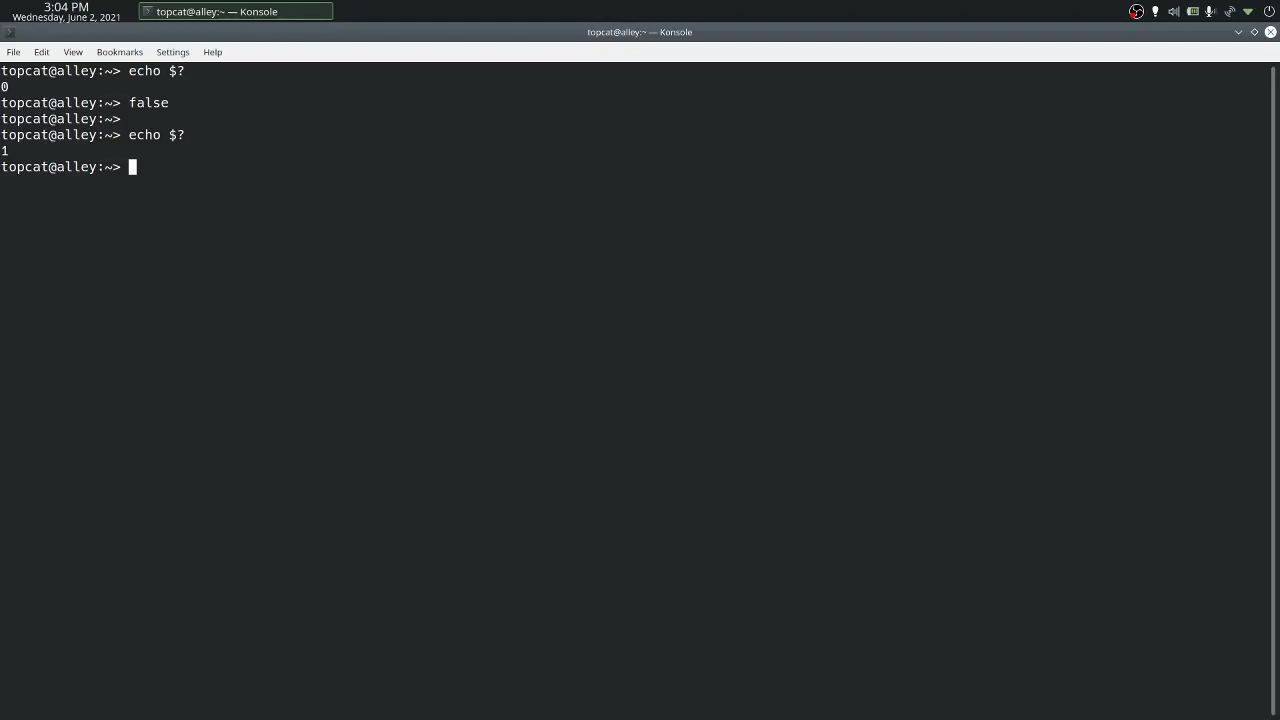 3:04 PM
Wednesday, June 2, 2021
topcat@alley:~ — Konsole
topcat@alley:~ — Konsole
File Edit View Bookmarks Settings Help
topcat@alley:~> echo $?
0
topcat@alley:~> false
topcat@alley:~>
topcat@alley:~> echo $?
1
topcat@alley:~>